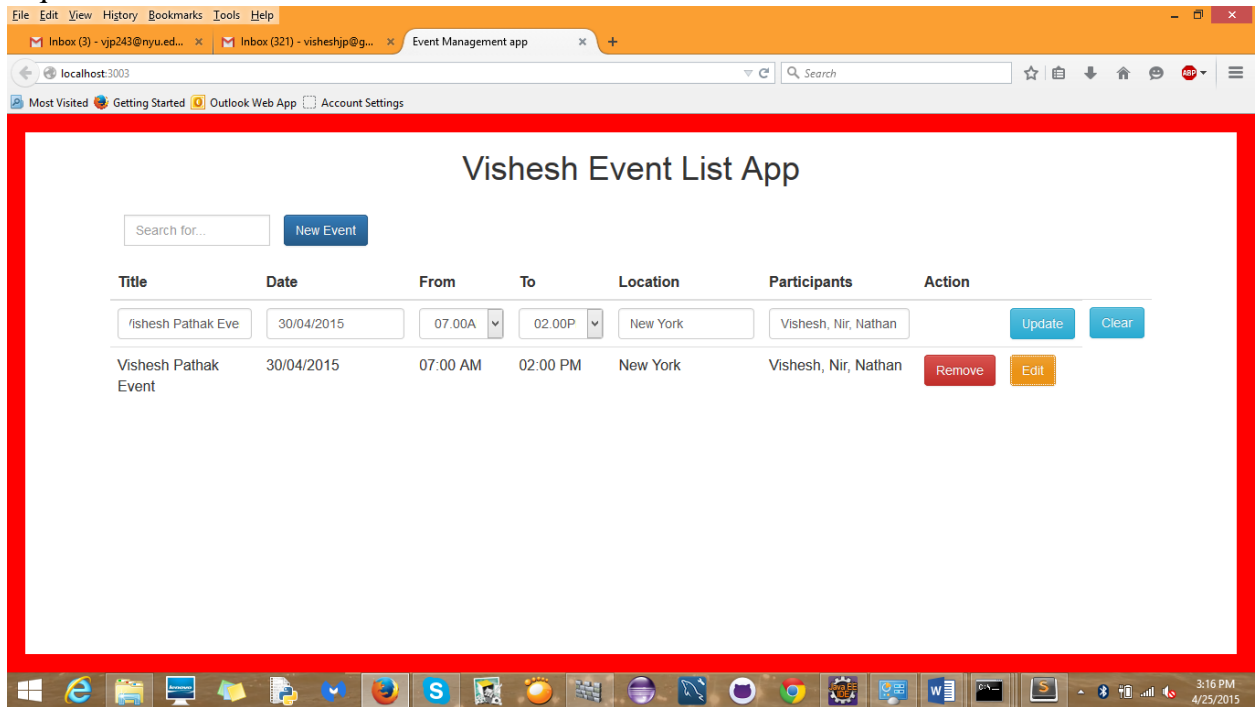 File Edit View History Bookmarks Tools Help
Inbox (3) - vjp243@nyu.ed... × Inbox (321) - visheshjp@g... × Event Management app × +
localhost:3003 Search ABP
Most Visited Getting Started Outlook Web App Account Settings
Vishesh Event List App
Search for... New Event
Title Date From To Location Participants Action
Vishesh Pathak Eve 30/04/2015 07.00A 02.00P New York Vishesh, Nir, Nathan Update Clear
Vishesh Pathak 30/04/2015 07:00 AM 02:00 PM New York Vishesh, Nir, Nathan Remove Edit
Event
3:16 PM
4/25/2015